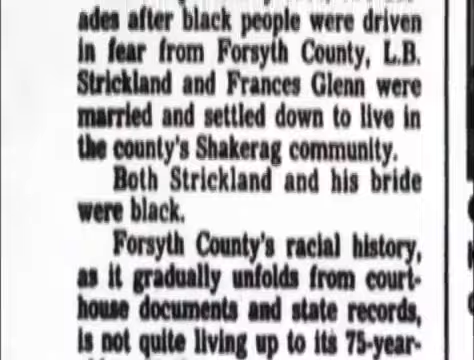 ades after black people were driven
in fear from Forsyth County, L.B.
Strickland and Frances Glenn were
married and settled down to live in
the county's Shakerag community.
Both Strickland and his bride
were black.
Forsyth County's racial history,
as it gradually unfolds from court-
house documents and state records,
is not quite living up to its 75-year-